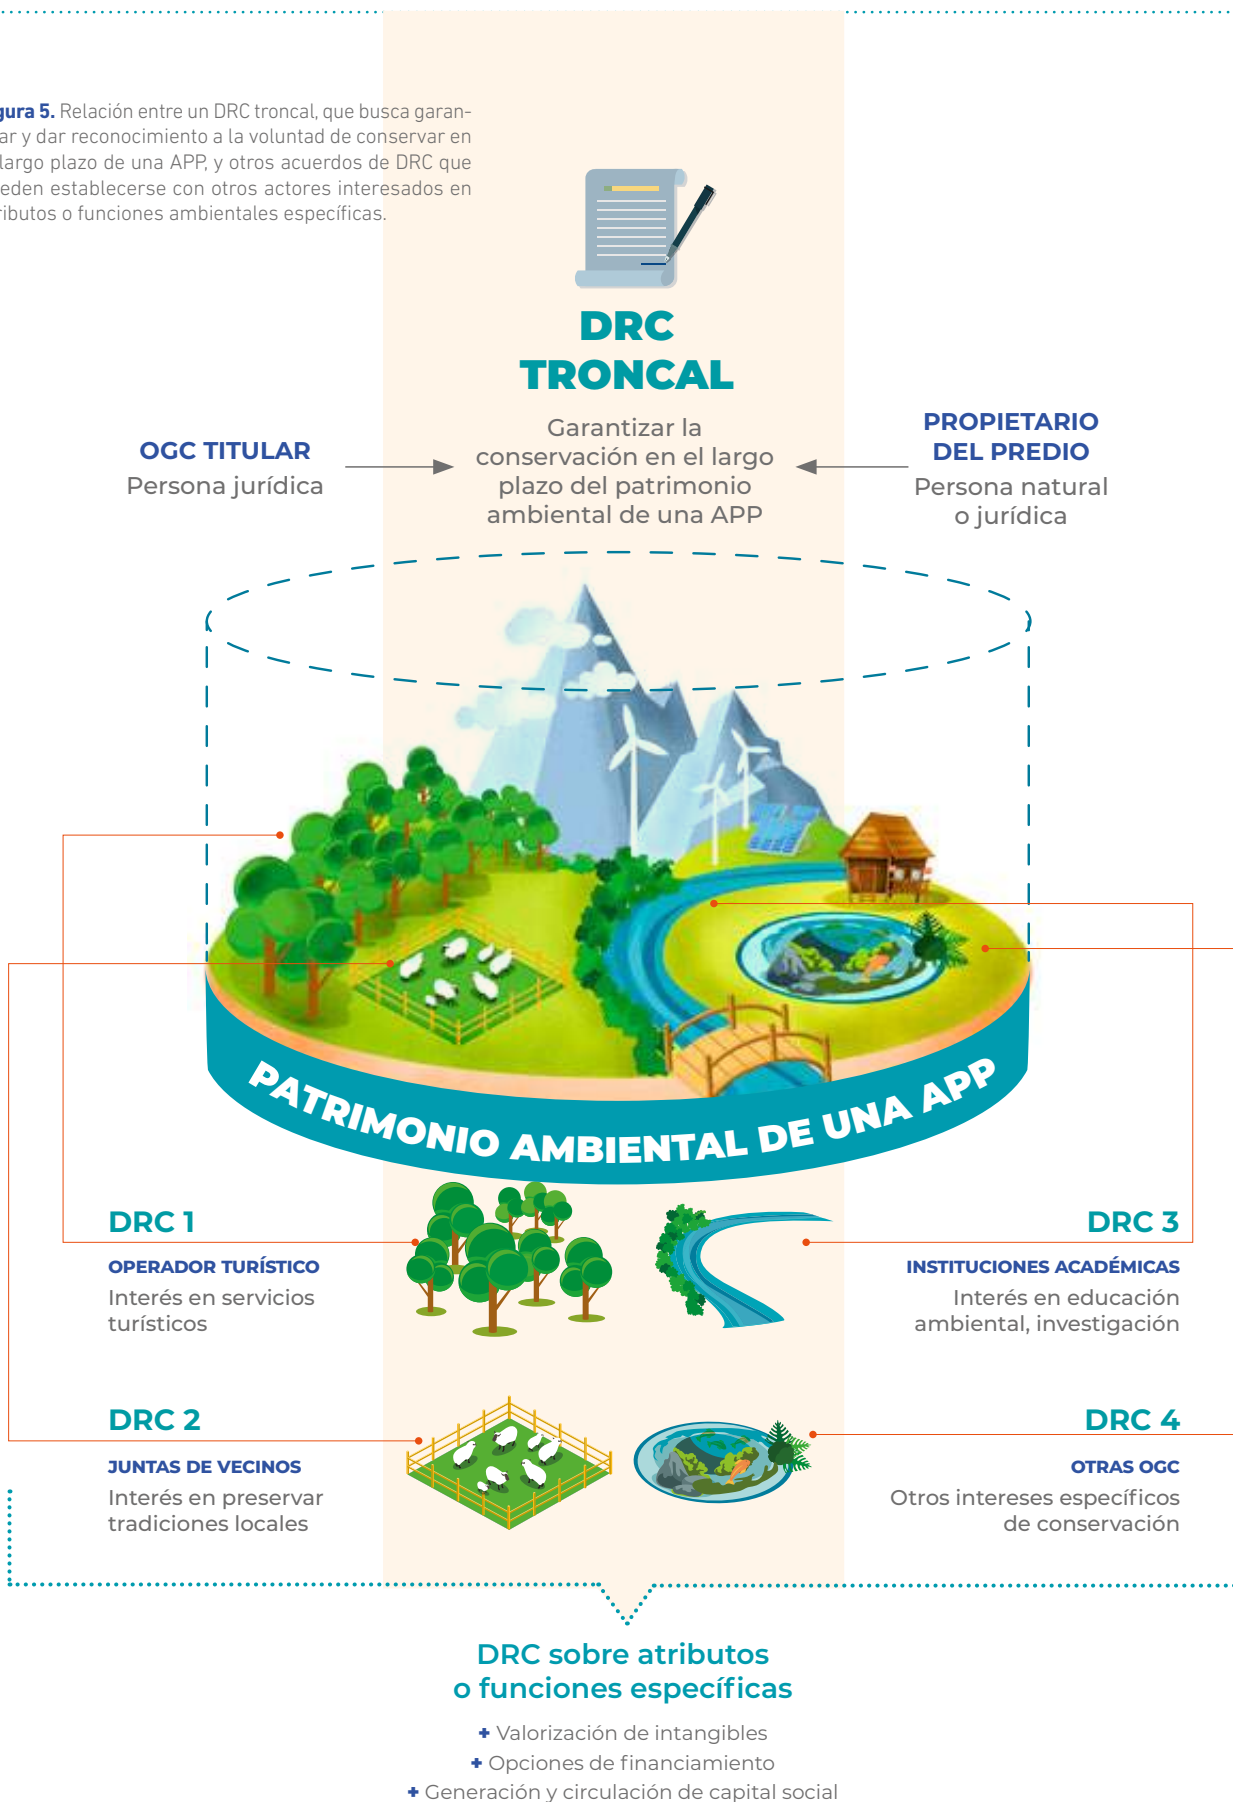 gura 5. Relación entre un DRC troncal, que busca garan-
ar y dar reconocimiento a la voluntad de conservar en
largo plazo de una APP, y otros acuerdos de DRC que
eden establecerse con otros actores interesados en
ributos o funciones ambientales específicas.
DRC
TRONCAL
Garantizar la
conservación en el largo
plazo del patrimonio
ambiental de una APP
OGC TITULAR
Persona jurídica
PROPIETARIO
DEL PREDIO
Persona natural
o jurídica
PATRIMONIO AMBIENTAL DE UNA APP
DRC 1
OPERADOR TURÍSTICO
Interés en servicios
turísticos
DRC 3
INSTITUCIONES ACADÉMICAS
Interés en educación
ambiental, investigación
DRC 2
JUNTAS DE VECINOS
Interés en preservar
tradiciones locales
DRC 4
OTRAS OGC
Otros intereses específicos
de conservación
DRC sobre atributos
o funciones específicas
+ Valorización de intangibles
+ Opciones de financiamiento
+ Generación y circulación de capital social